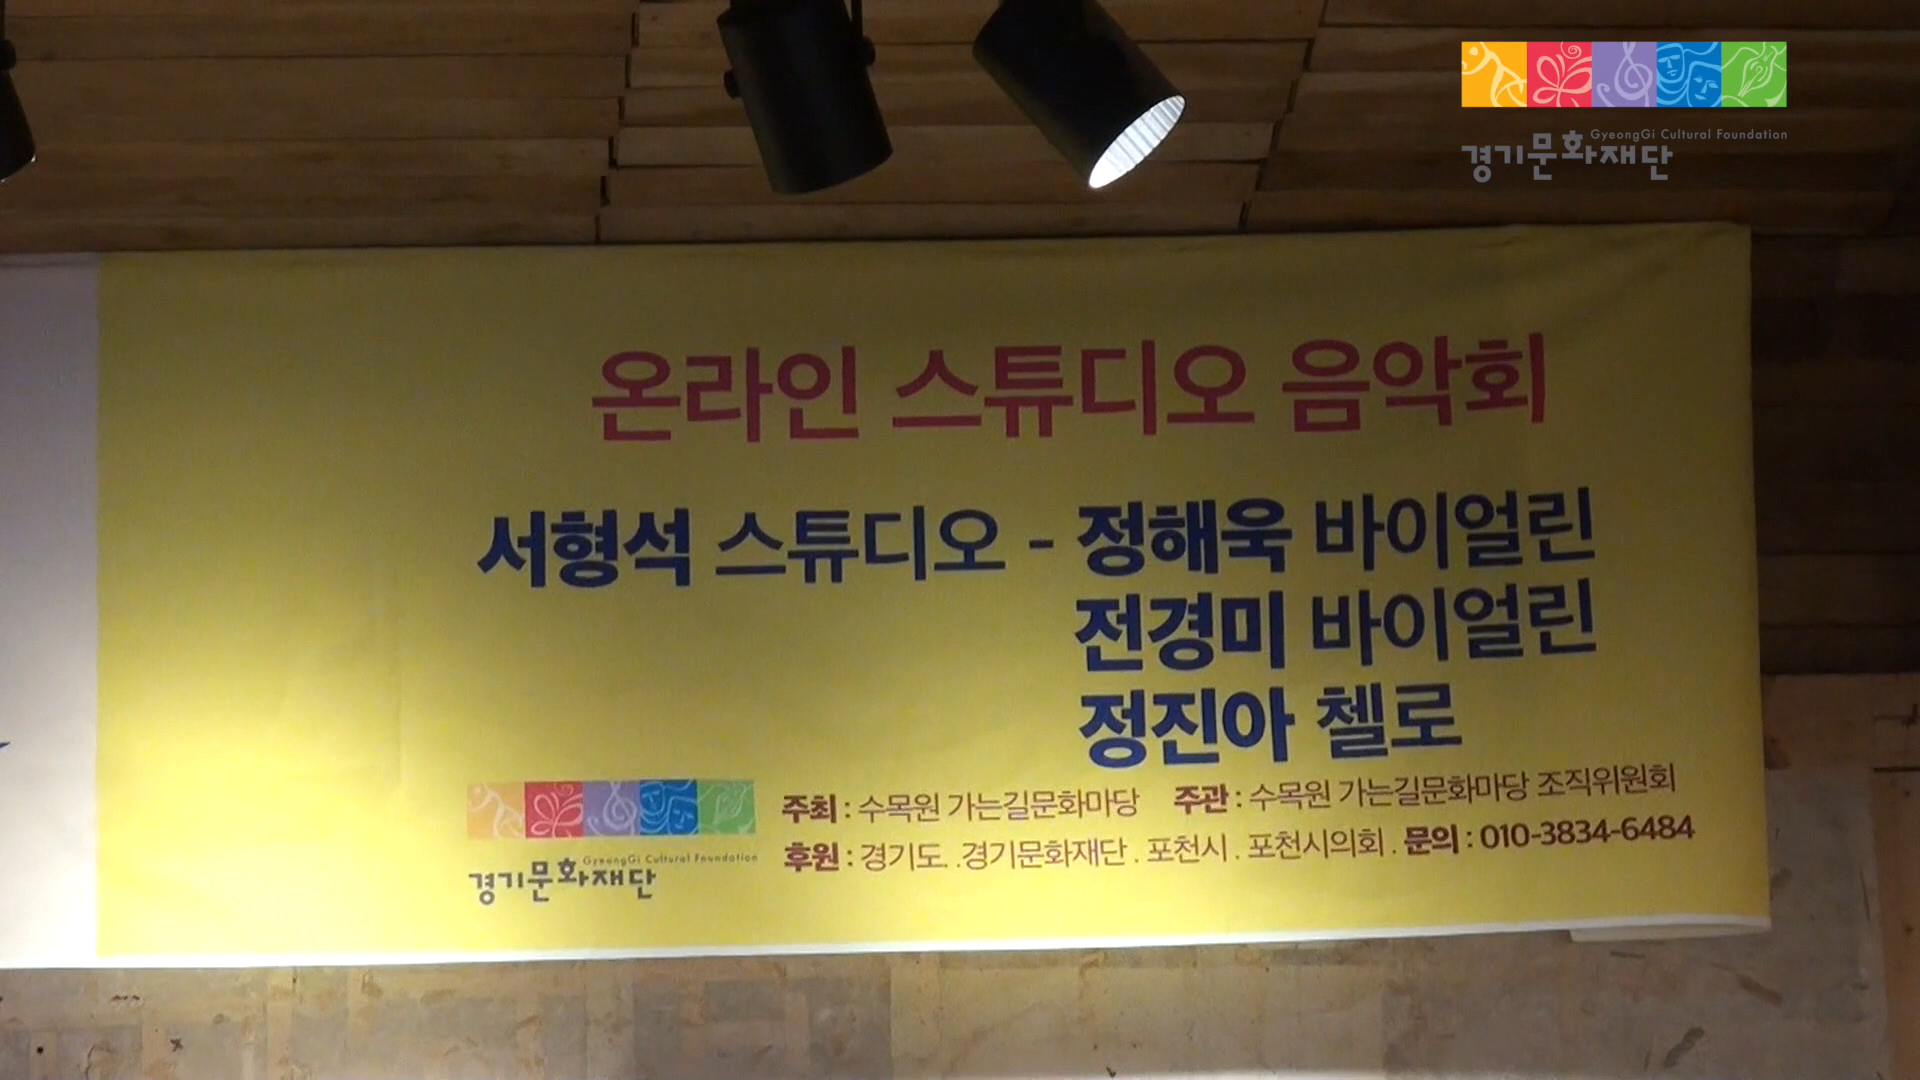 GyeongGi Cultural Foundation
경기문화재단
온라인 스튜디오 음악회
서형석 스튜디오 - 정해욱 바이얼린
전경미 바이얼린
정진아 첼로
주최 : 수목원 가는길문화마당 주관 : 수목원 가는길문화마당 조직위원회
후원 : 경기도. .경기문화재단 . 포천시 . 포천시의회 . 문의 : 010-3834-6484
GyeongGi Cultural Foundation
경기문화재단